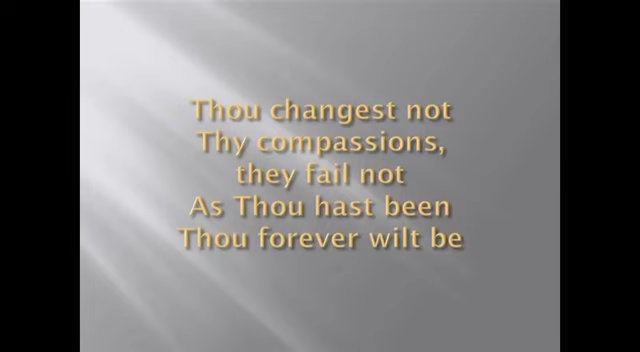 Thou changest not
Thy compassions,
they fail not
As Thou hast been
Thou forever wilt be